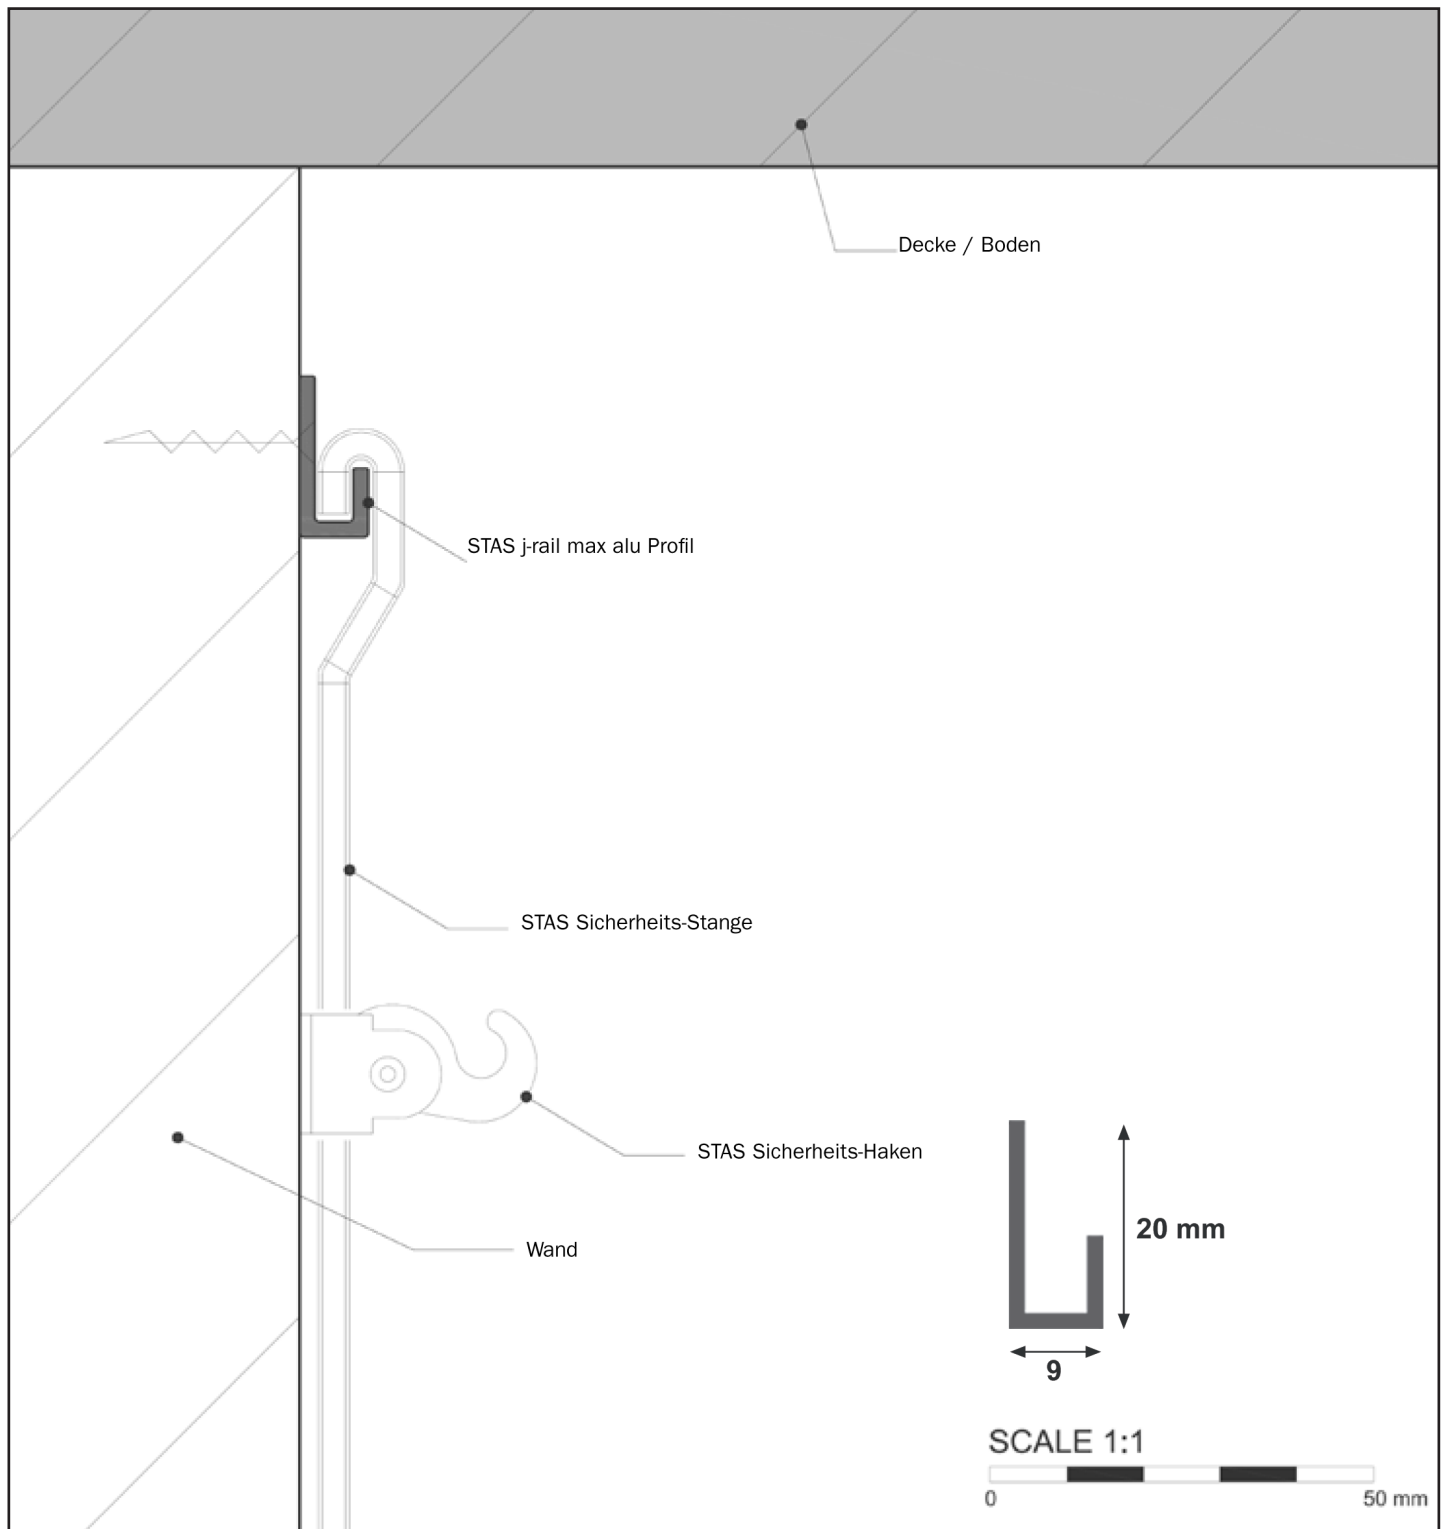 Decke / Boden
STAS j-rail max alu Profil
STAS Sicherheits-Stange
STAS Sicherheits-Haken
Wand
20 mm
9
SCALE 1:1
0
50 mm